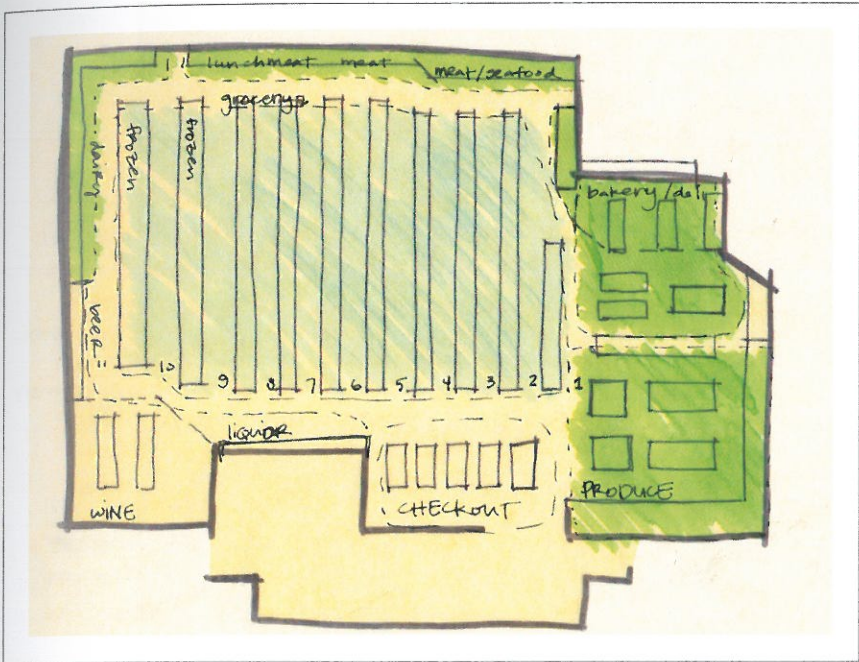 lunchmeat meat
meat/seafood
grocery
frozen
frozen
dairy
bakery/deli
beer
10
9
8
7
6
5
4
3
2
1
liquor
WINE
CHECKOUT
PRODUCE